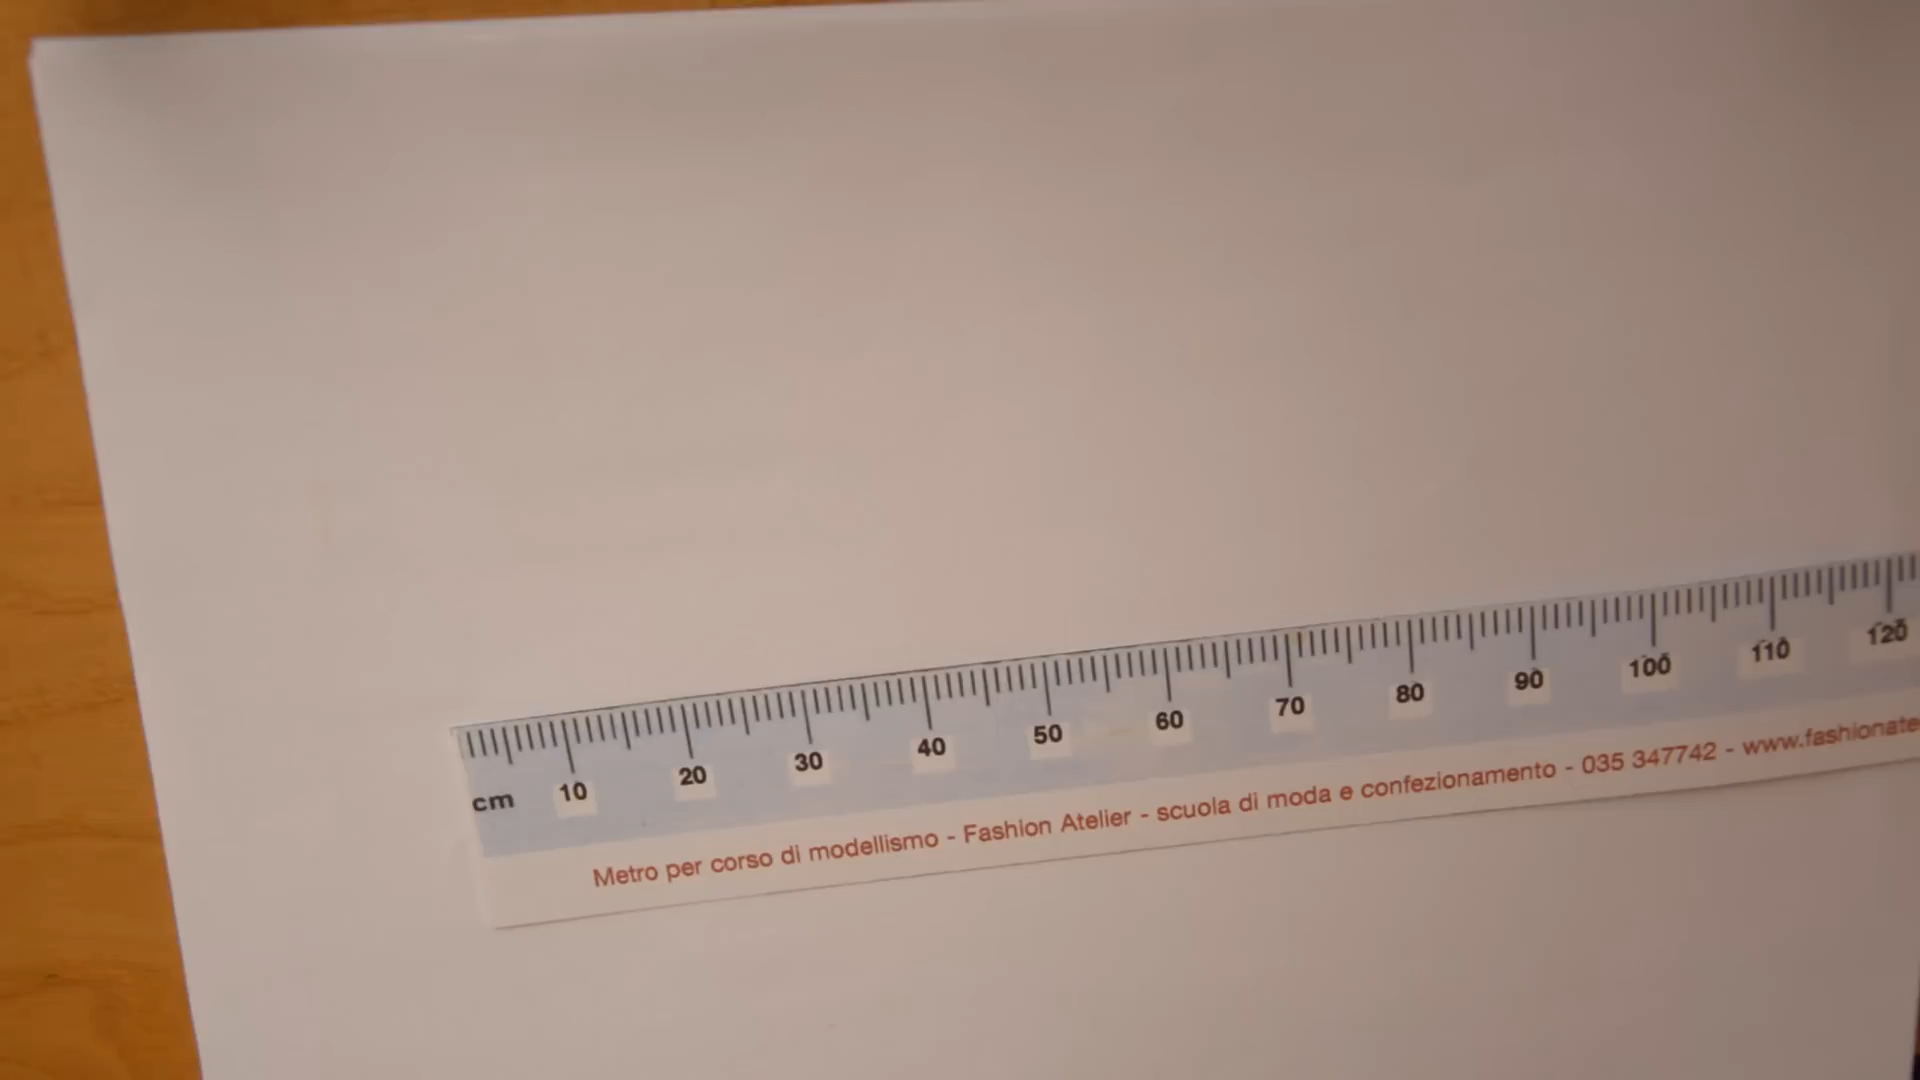 cm 10 20 30 40 50 60 70 80 90 100 110 120
Metro per corso di modellismo - Fashion Atelier - scuola di moda e confezionamento - 035 347742 - www.fashionate